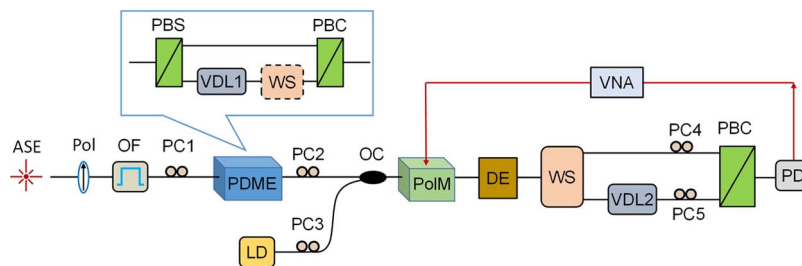 PBS
PBC
VDL1
WS
VNA
ASE
Pol
OF
PC1
PDME
PC2
OC
PolM
DE
WS
PC4
PBC
PD
VDL2
PC5
PC3
LD